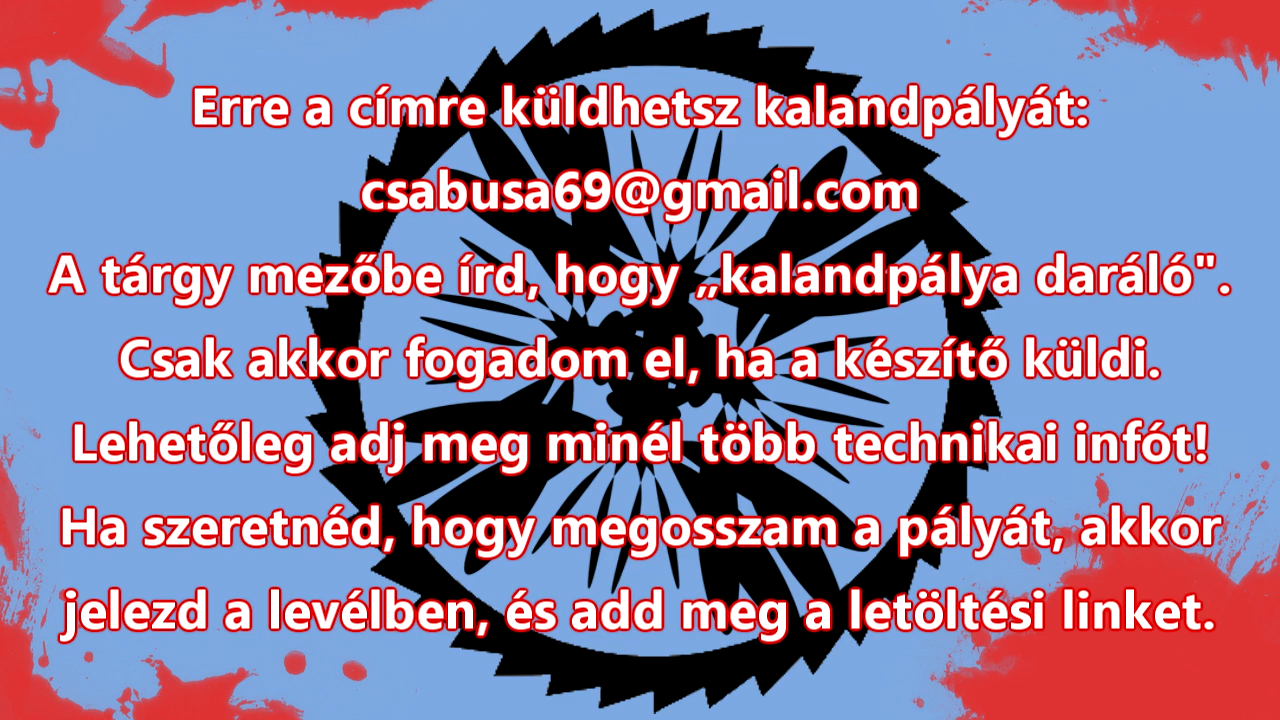 Erre a címre küldhetsz kalandpályát:
csabusa69@gmail.com
A tárgy mezőbe írd, hogy „kalandpálya daráló".
Csak akkor fogadom el, ha a készítő küldi.
Lehetőleg adj meg minél több technikai infót!
Ha szeretnéd, hogy megosszam a pályát, akkor
jelezd a levélben, és add meg a letöltési linket.